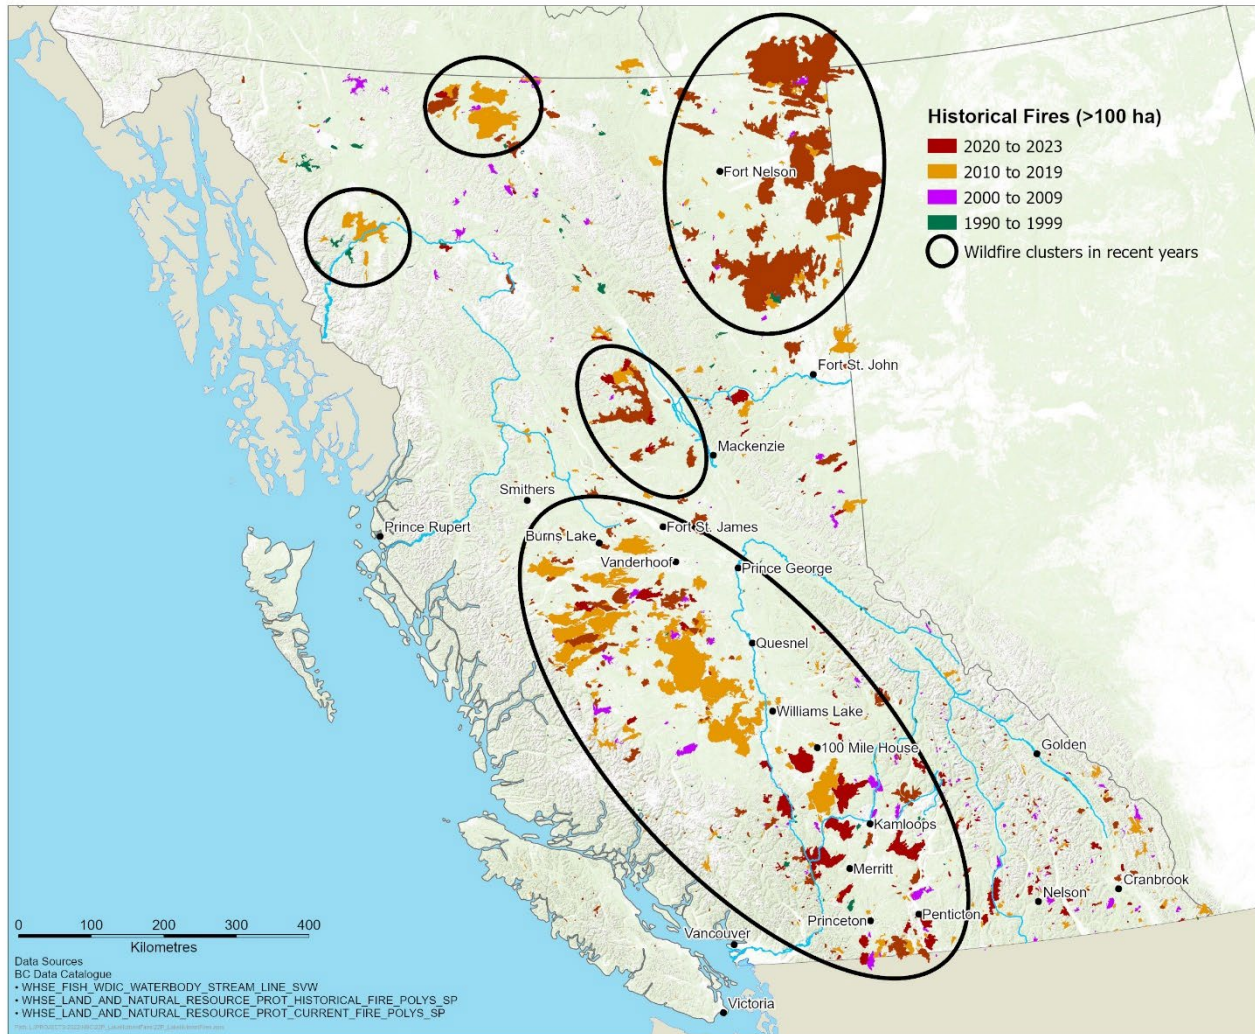 Historical Fires (>100 ha)
2020 to 2023
2010 to 2019
Fort Nelson
2000 to 2009
1990 to 1999
Wildfire clusters in recent years
Fort St. John
Mackenzie
Smithers
Prince Rupert
Fort St. James
Burns Lake
Vanderhoof
Prince George
Quesnel
Williams Lake
100 Mile House
Golden
Kamloops
Merritt
Cranbrook
Nelson
Princeton
Penticton
Vancouver
0 100 200 300 400
Kilometres
Data Sources
BC Data Catalogue
• WHSE_FISH_WDIC_WATERBODY_STREAM_LINE_SVW
• WHSE_LAND_AND_NATURAL_RESOURCE_PROT_HISTORICAL_FIRE_POLYS_SP
• WHSE_LAND_AND_NATURAL_RESOURCE_PROT_CURRENT_FIRE_POLYS_SP
Victoria